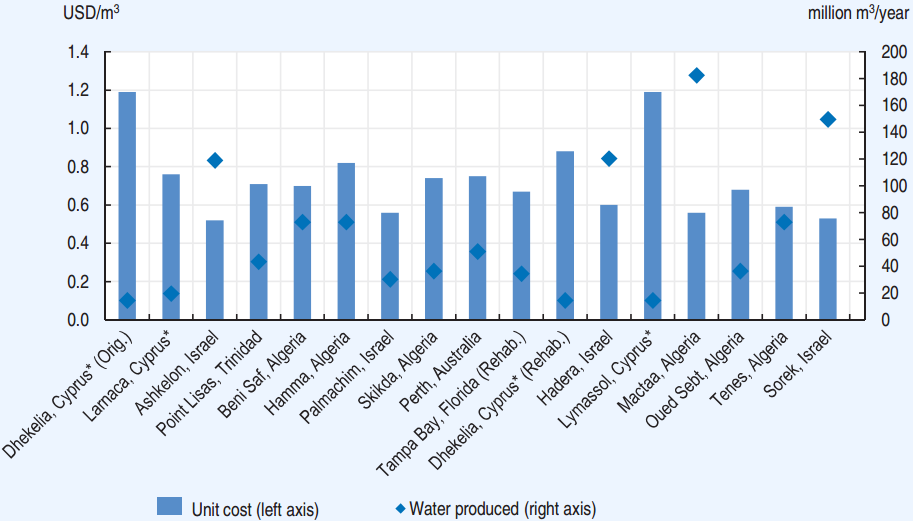 USD/m³
million m³/year
1.4
1.2
1.0
0.8
0.6
0.4
0.2
0.0
200
180
160
140
120
100
80
60
40
20
0
Dhekelia, Cyprus* (Orig.)
Larnaca, Cyprus*
Ashkelon, Israel
Point Lisas, Trinidad
Beni Saf, Algeria
Hamma, Algeria
Palmachim, Israel
Skikda, Algeria
Perth, Australia
Tampa Bay, Florida (Rehab.)
Dhekelia, Cyprus* (Rehab.)
Hadera, Israel
Lymassol, Cyprus*
Mactaa, Algeria
Oued Sebt, Algeria
Tenes, Algeria
Sorek, Israel
Unit cost (left axis)
Water produced (right axis)